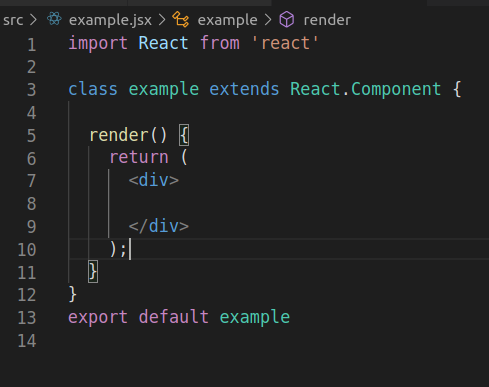 src > example.jsx > example > render
1 import React from 'react'
2
3 class example extends React.Component {
4
5   render() {
6     return (
7       <div>
8
9       </div>
10     );
11   }
12 }
13 export default example
14